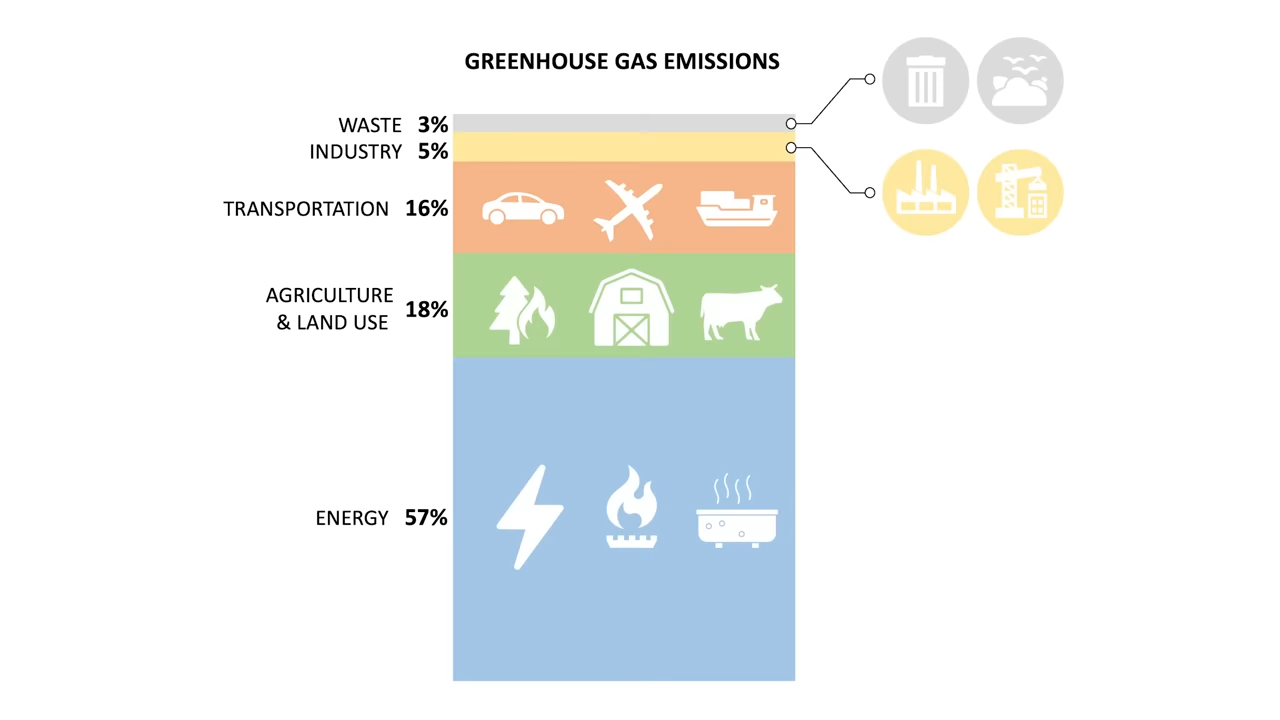 GREENHOUSE GAS EMISSIONS
WASTE 3%
INDUSTRY 5%
TRANSPORTATION 16%
AGRICULTURE
& LAND USE 18%
ENERGY 57%